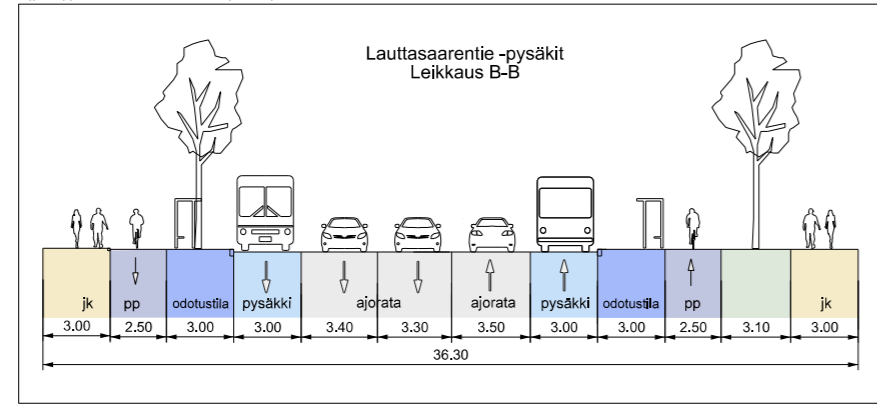 Lauttasaarentie -pysäkit
Leikkaus B-B
jk pp odotustila pysäkki ajorata ajorata pysäkki odotustila pp jk
3.00 2.50 3.00 3.00 3.40 3.30 3.50 3.00 3.00 2.50 3.10 3.00
36.30